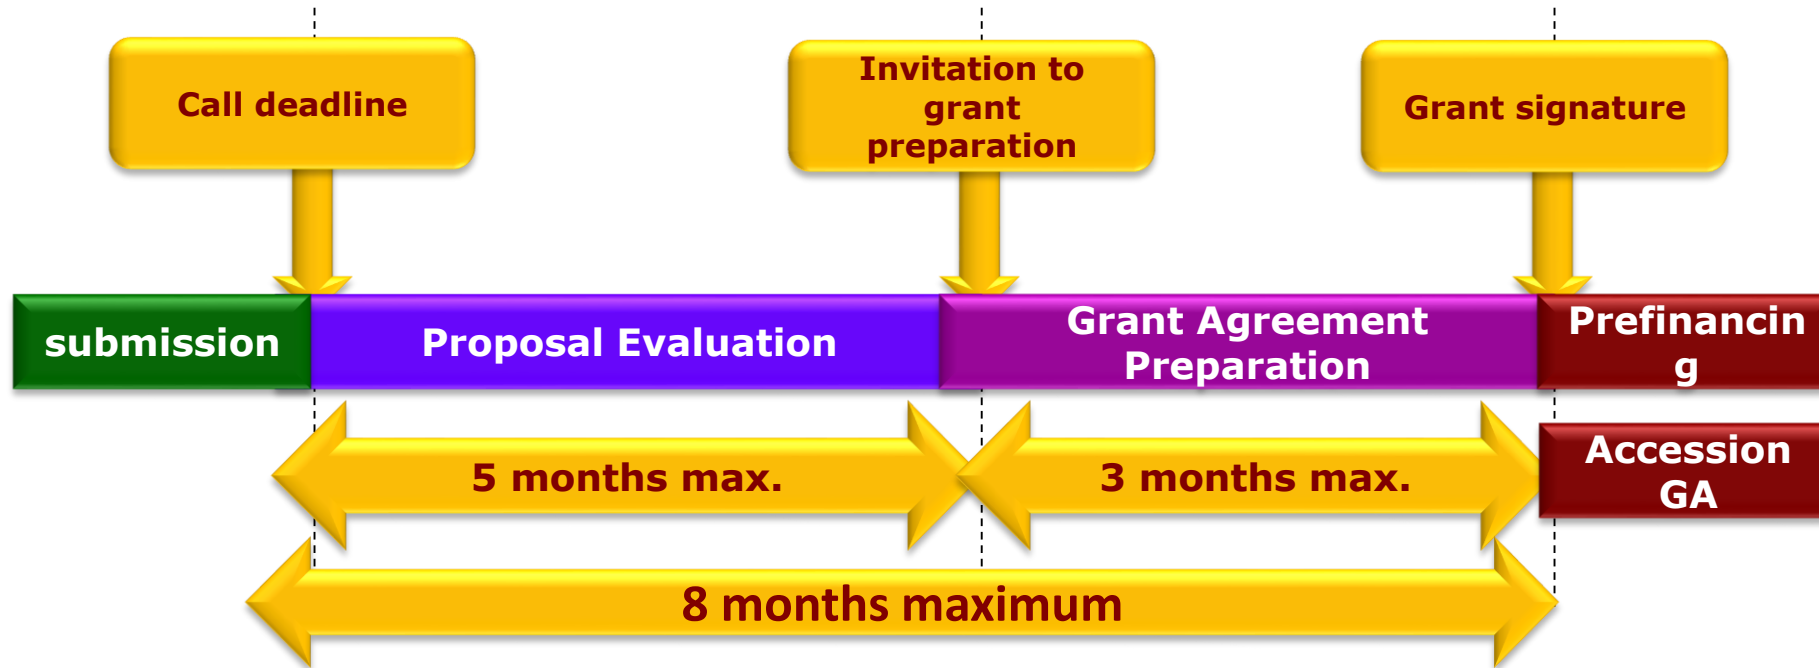 Call deadline
Invitation to
grant
preparation
Grant signature
submission
Proposal Evaluation
Grant Agreement
Preparation
Prefinancin
g
5 months max.
3 months max.
Accession
GA
8 months maximum